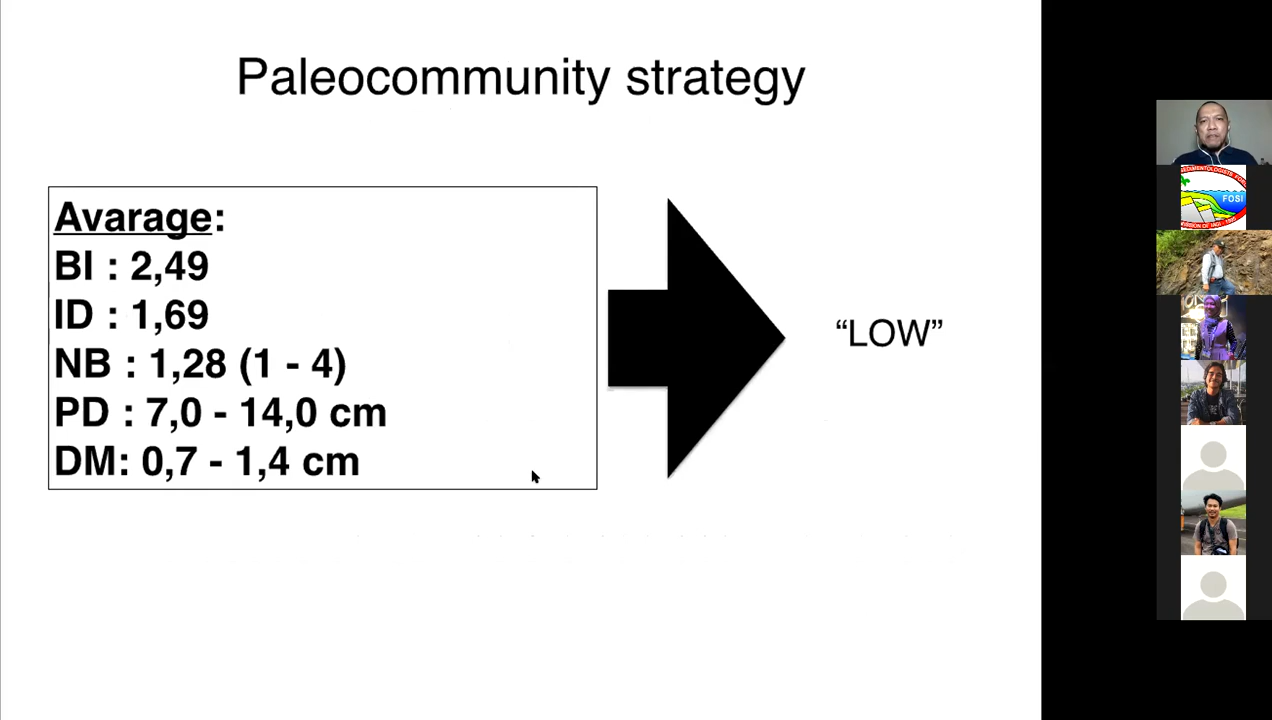 Paleocommunity strategy
Avarage:
BI : 2,49
ID : 1,69
NB : 1,28 (1 - 4)
PD : 7,0 - 14,0 cm
DM: 0,7 - 1,4 cm
“LOW”
FOSI